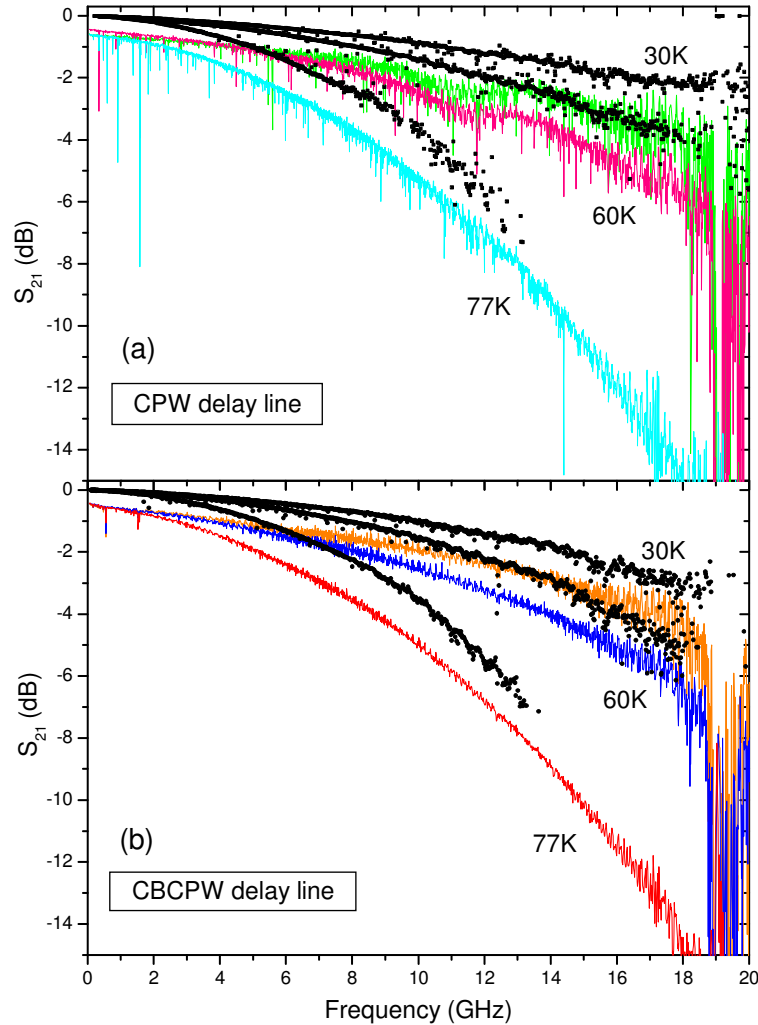 0
-2
-4
-6
-8
-10
-12
-14
S21 (dB)
30K
60K
77K
(a)
CPW delay line
0
-2
-4
-6
-8
-10
-12
-14
S21 (dB)
30K
60K
77K
(b)
CBCPW delay line
0 2 4 6 8 10 12 14 16 18 20
Frequency (GHz)